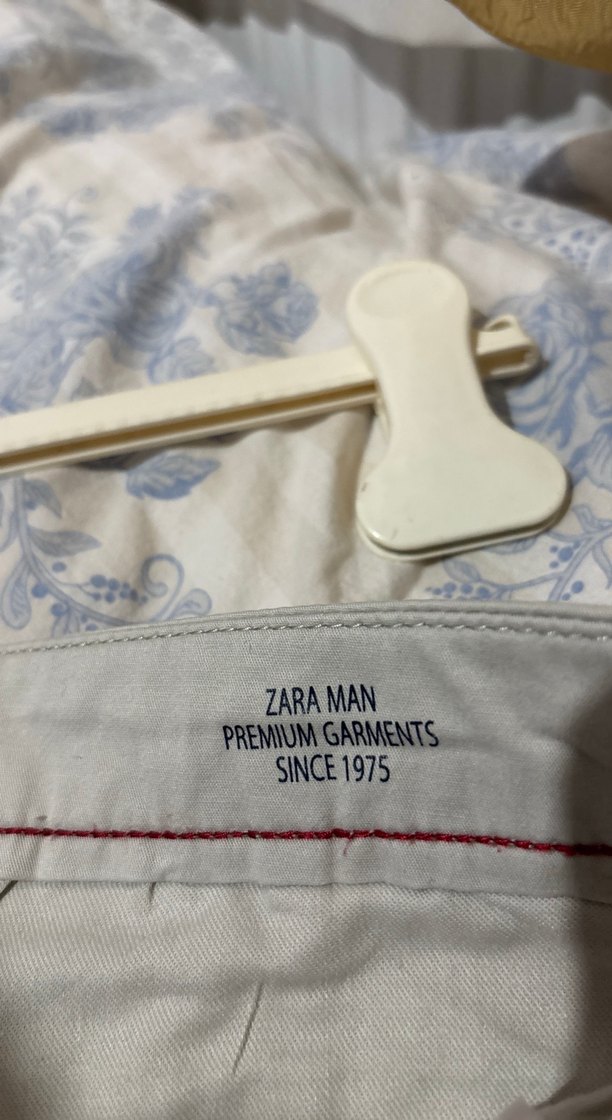 ZARA MAN
PREMIUM GARMENTS
SINCE 1975